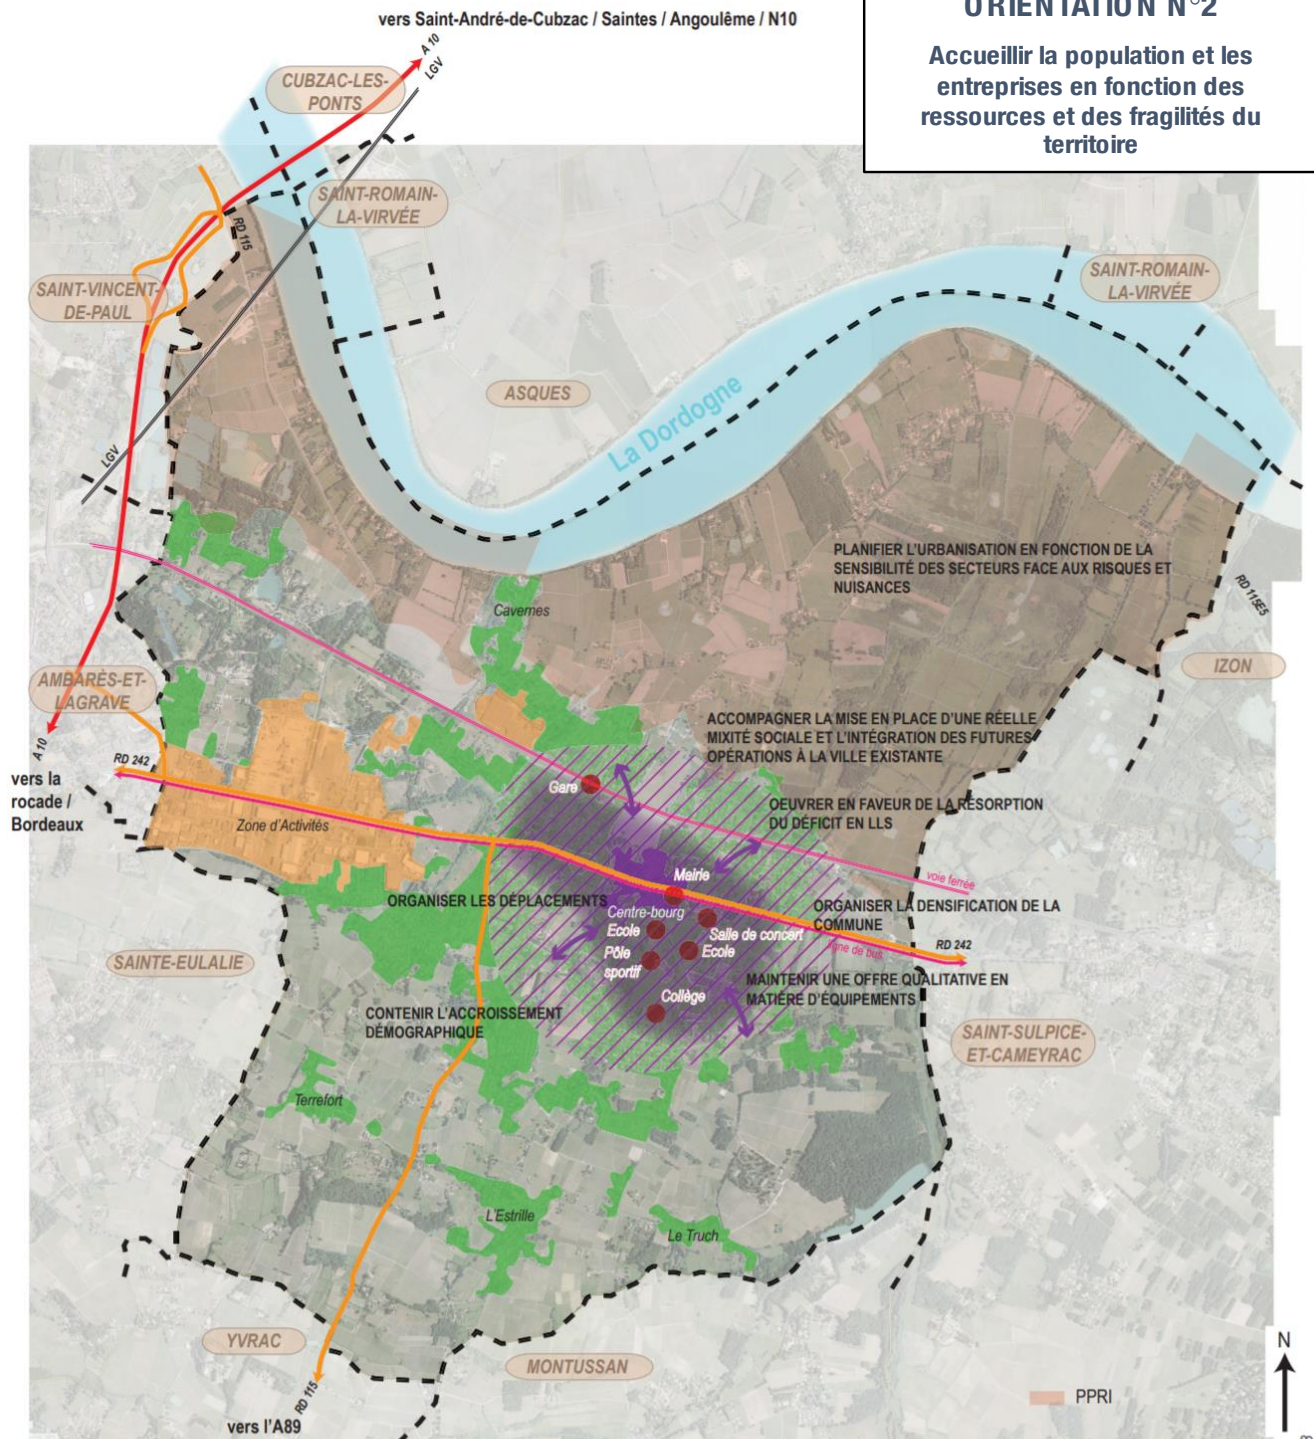 vers Saint-André-de-Cubzac / Saintes / Angoulême / N10
ORIENTATION N°2
Accueillir la population et les
entreprises en fonction des
ressources et des fragilités du
territoire
A 10
LGV
CUBZAC-LES-
PONTS
SAINT-ROMAIN-
LA-VIRVÉE
RD 115
SAINT-VINCENT-
DE-PAUL
SAINT-ROMAIN-
LA-VIRVÉE
ASQUES
La Dordogne
LGV
PLANIFIER L'URBANISATION EN FONCTION DE LA
SENSIBILITÉ DES SECTEURS FACE AUX RISQUES ET
NUISANCES
RD 115E5
Cavernes
IZON
AMBARÈS-ET-
LAGRAVE
A 10
ACCOMPAGNER LA MISE EN PLACE D'UNE RÉELLE
MIXITÉ SOCIALE ET L'INTÉGRATION DES FUTURES
OPÉRATIONS À LA VILLE EXISTANTE
RD 242
vers la
rocade /
Bordeaux
Gare
OEUVRER EN FAVEUR DE LA RÉSORPTION
DU DÉFICIT EN LLS
Zone d'Activités
Mairie
voie ferrée
ORGANISER LES DÉPLACEMENTS
Centre-bourg
ORGANISER LA DENSIFICATION DE LA
COMMUNE
Ecole
Salle de concert
Ecole
ligne de bus
RD 242
Pôle
sportif
SAINTE-EULALIE
MAINTENIR UNE OFFRE QUALITATIVE EN
MATIÈRE D'ÉQUIPEMENTS
Collège
CONTENIR L'ACCROISSEMENT
DÉMOGRAPHIQUE
SAINT-SULPICE-
ET-CAMEYRAC
Terrefort
L'Estrille
Le Truch
YVRAC
MONTUSSAN
RD 115
vers l'A89
N
PPRI